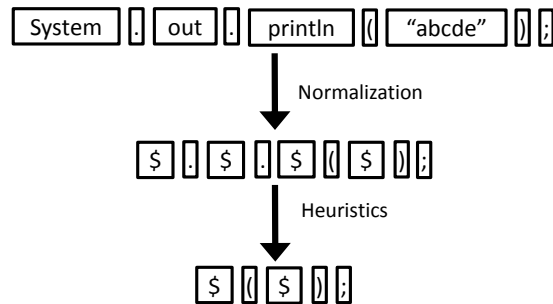 System . out . println ( “abcde” ) ;
Normalization
$ . $ . $ ( $ ) ;
Heuristics
$ ( $ ) ;